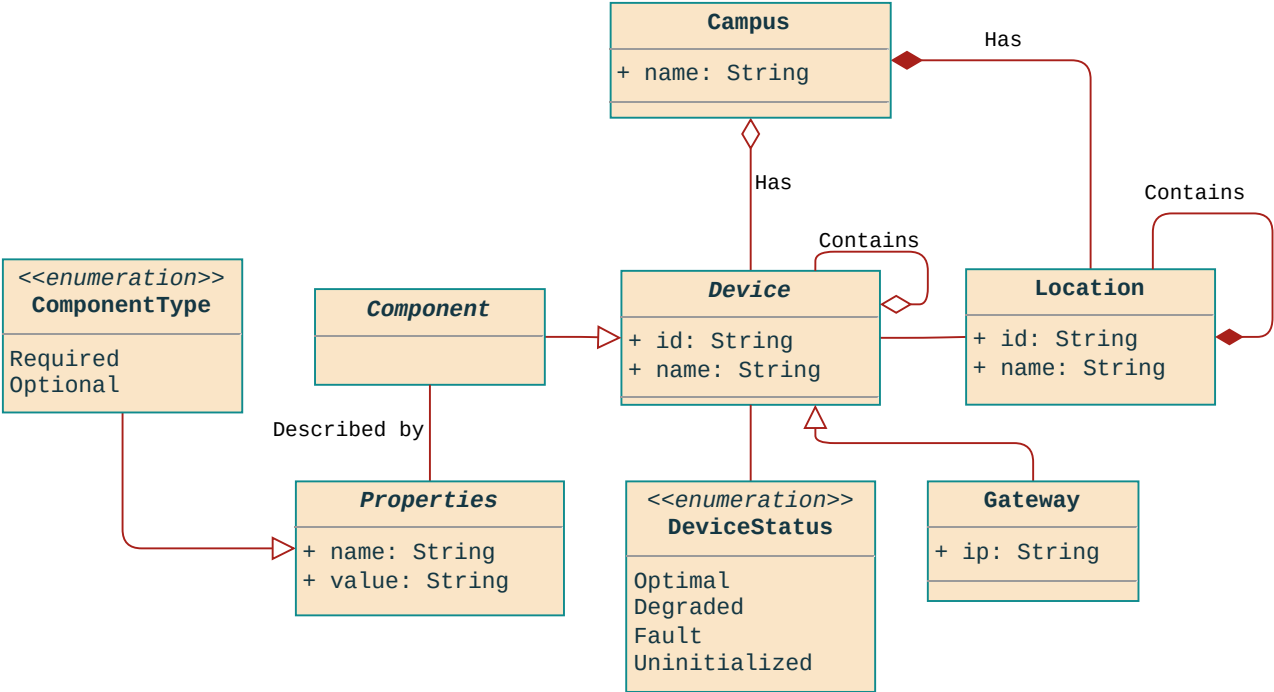 Campus
+ name: String
Has
Has
Contains
Contains
<<enumeration>>
ComponentType
Required
Optional
Component
Device
+ id: String
+ name: String
Location
+ id: String
+ name: String
Described by
Properties
+ name: String
+ value: String
<<enumeration>>
DeviceStatus
Optimal
Degraded
Fault
Uninitialized
Gateway
+ ip: String